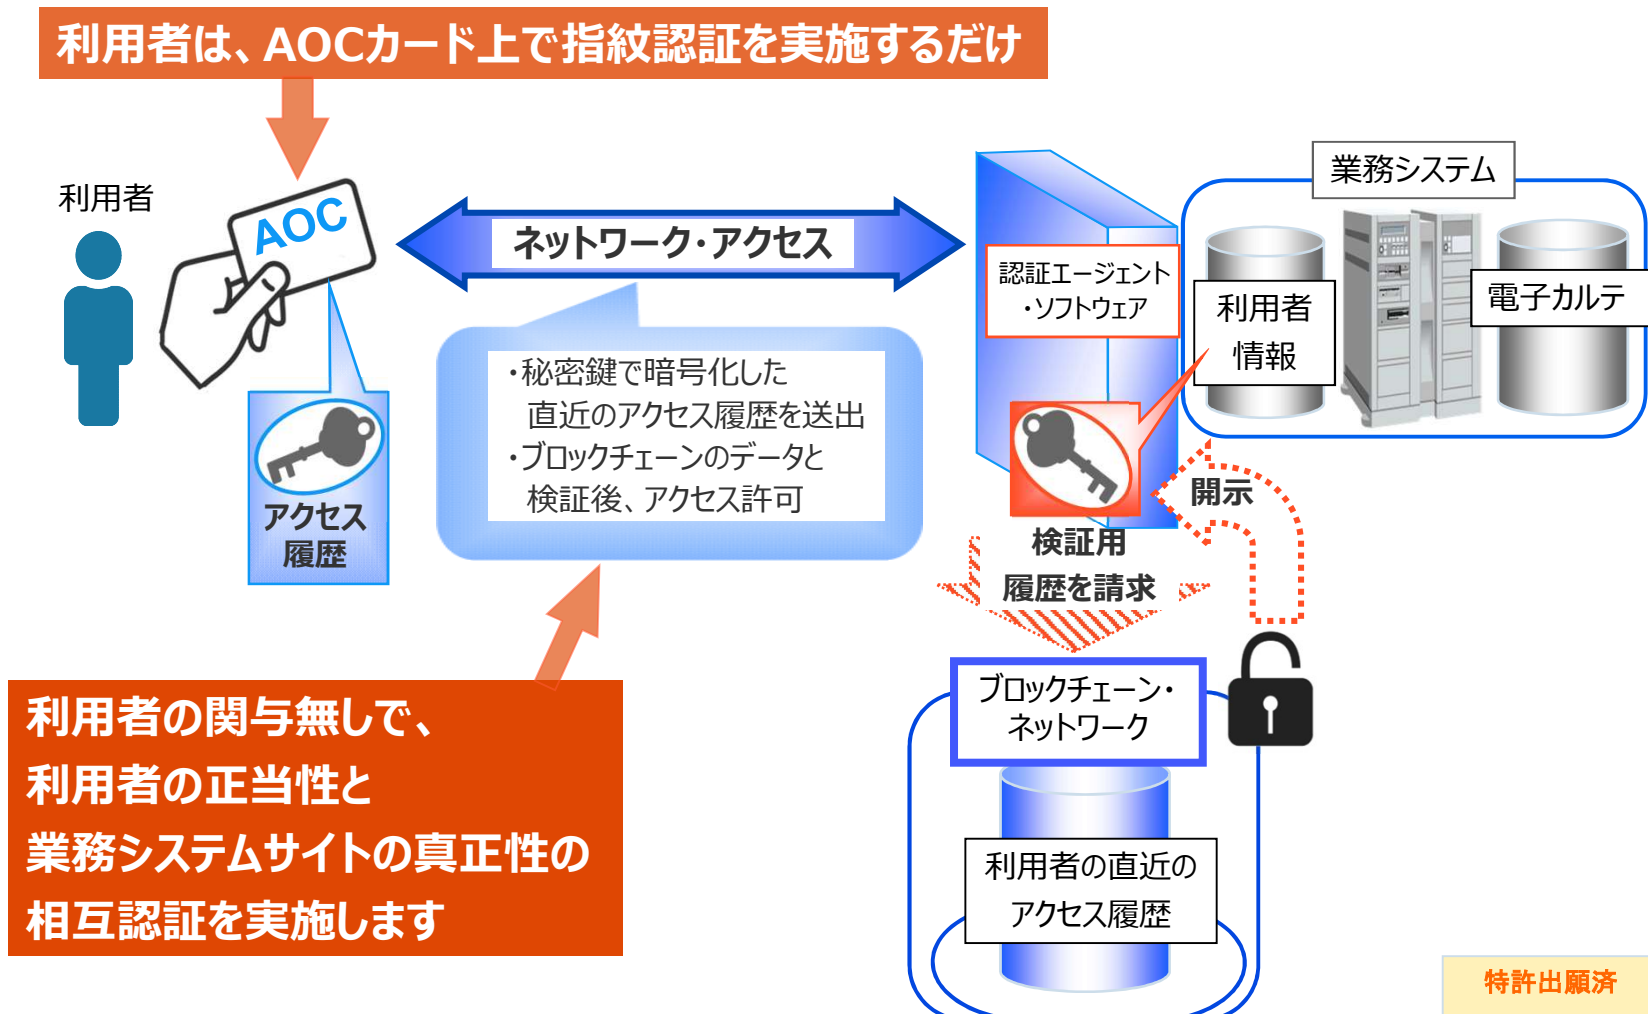 利用者は、AOCカード上で指紋認証を実施するだけ
利用者
AOC
ネットワーク・アクセス
業務システム
認証エージェント
・ソフトウェア
利用者
情報
電子カルテ
・秘密鍵で暗号化した
直近のアクセス履歴を送出
・ブロックチェーンのデータと
検証後、アクセス許可
アクセス
履歴
開示
検証用
履歴を請求
ブロックチェーン・
ネットワーク
利用者の関与無しで、
利用者の正当性と
業務システムサイトの真正性の
相互認証を実施します
利用者の直近の
アクセス履歴
特許出願済